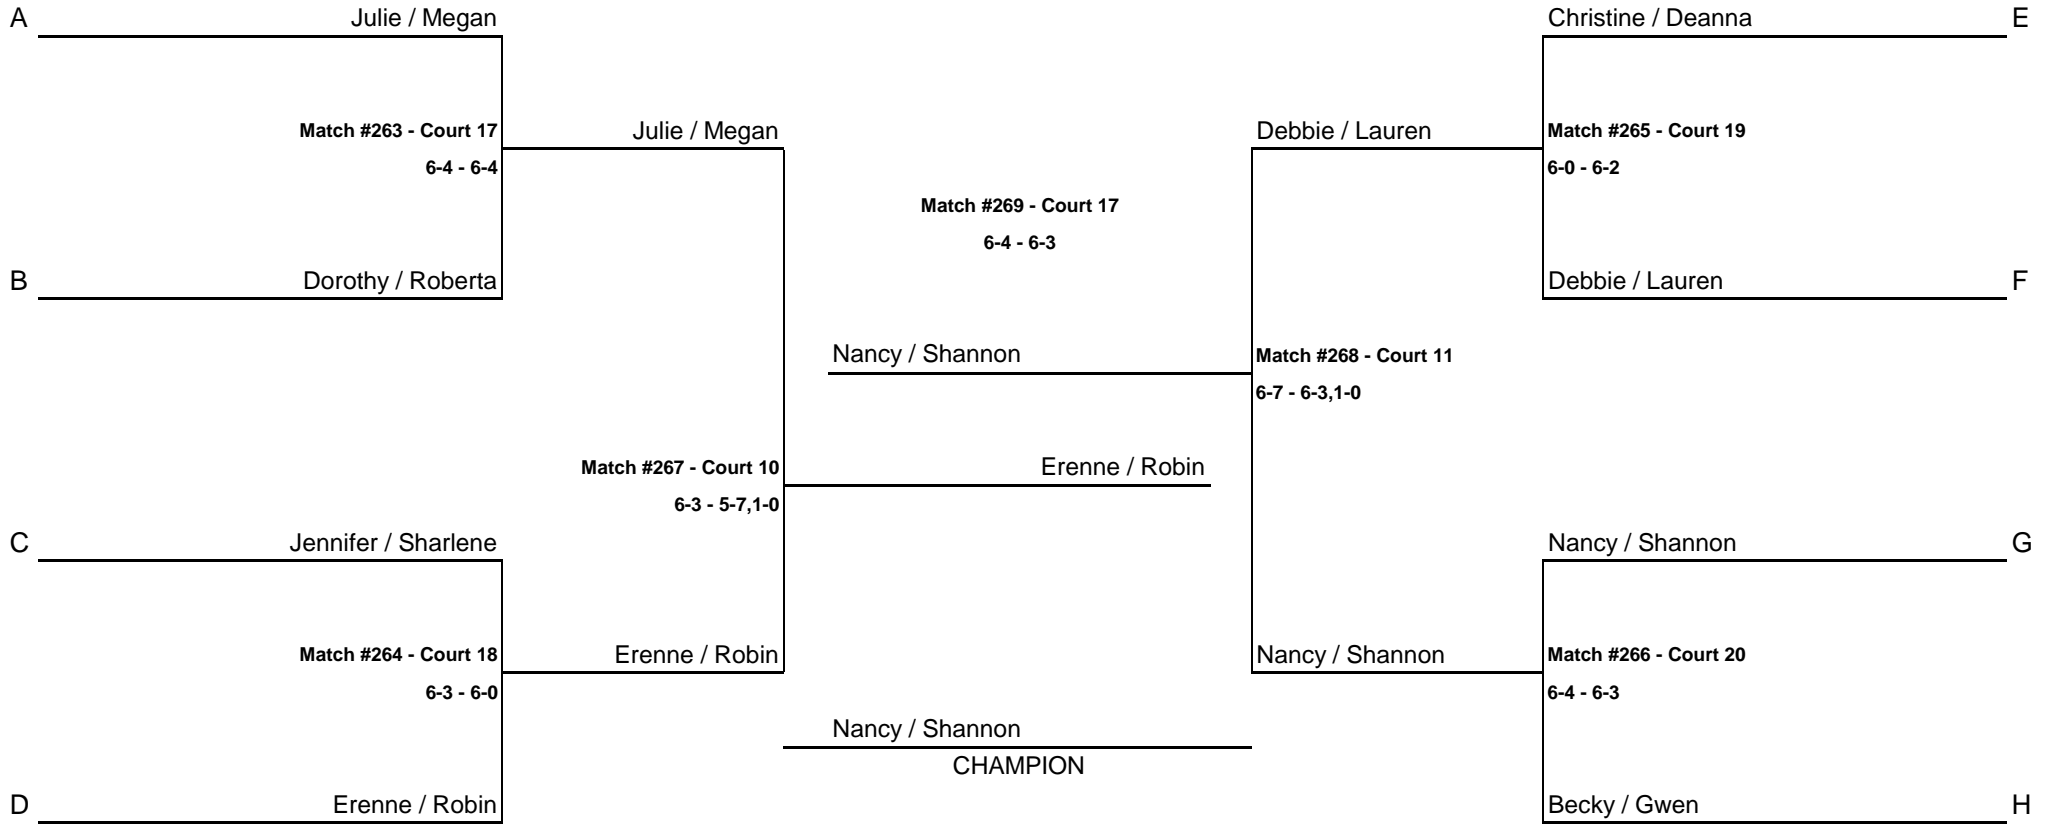 A
Julie / Megan
Christine / Deanna
E
Match #263 - Court 17
Julie / Megan
Debbie / Lauren
Match #265 - Court 19
6-4 - 6-4
6-0 - 6-2
Match #269 - Court 17
6-4 - 6-3
B
Dorothy / Roberta
Debbie / Lauren
F
Nancy / Shannon
Match #268 - Court 11
6-7 - 6-3,1-0
Match #267 - Court 10
Erenne / Robin
6-3 - 5-7,1-0
C
Jennifer / Sharlene
Nancy / Shannon
G
Match #264 - Court 18
Erenne / Robin
Nancy / Shannon
Match #266 - Court 20
6-3 - 6-0
6-4 - 6-3
Nancy / Shannon
CHAMPION
D
Erenne / Robin
Becky / Gwen
H